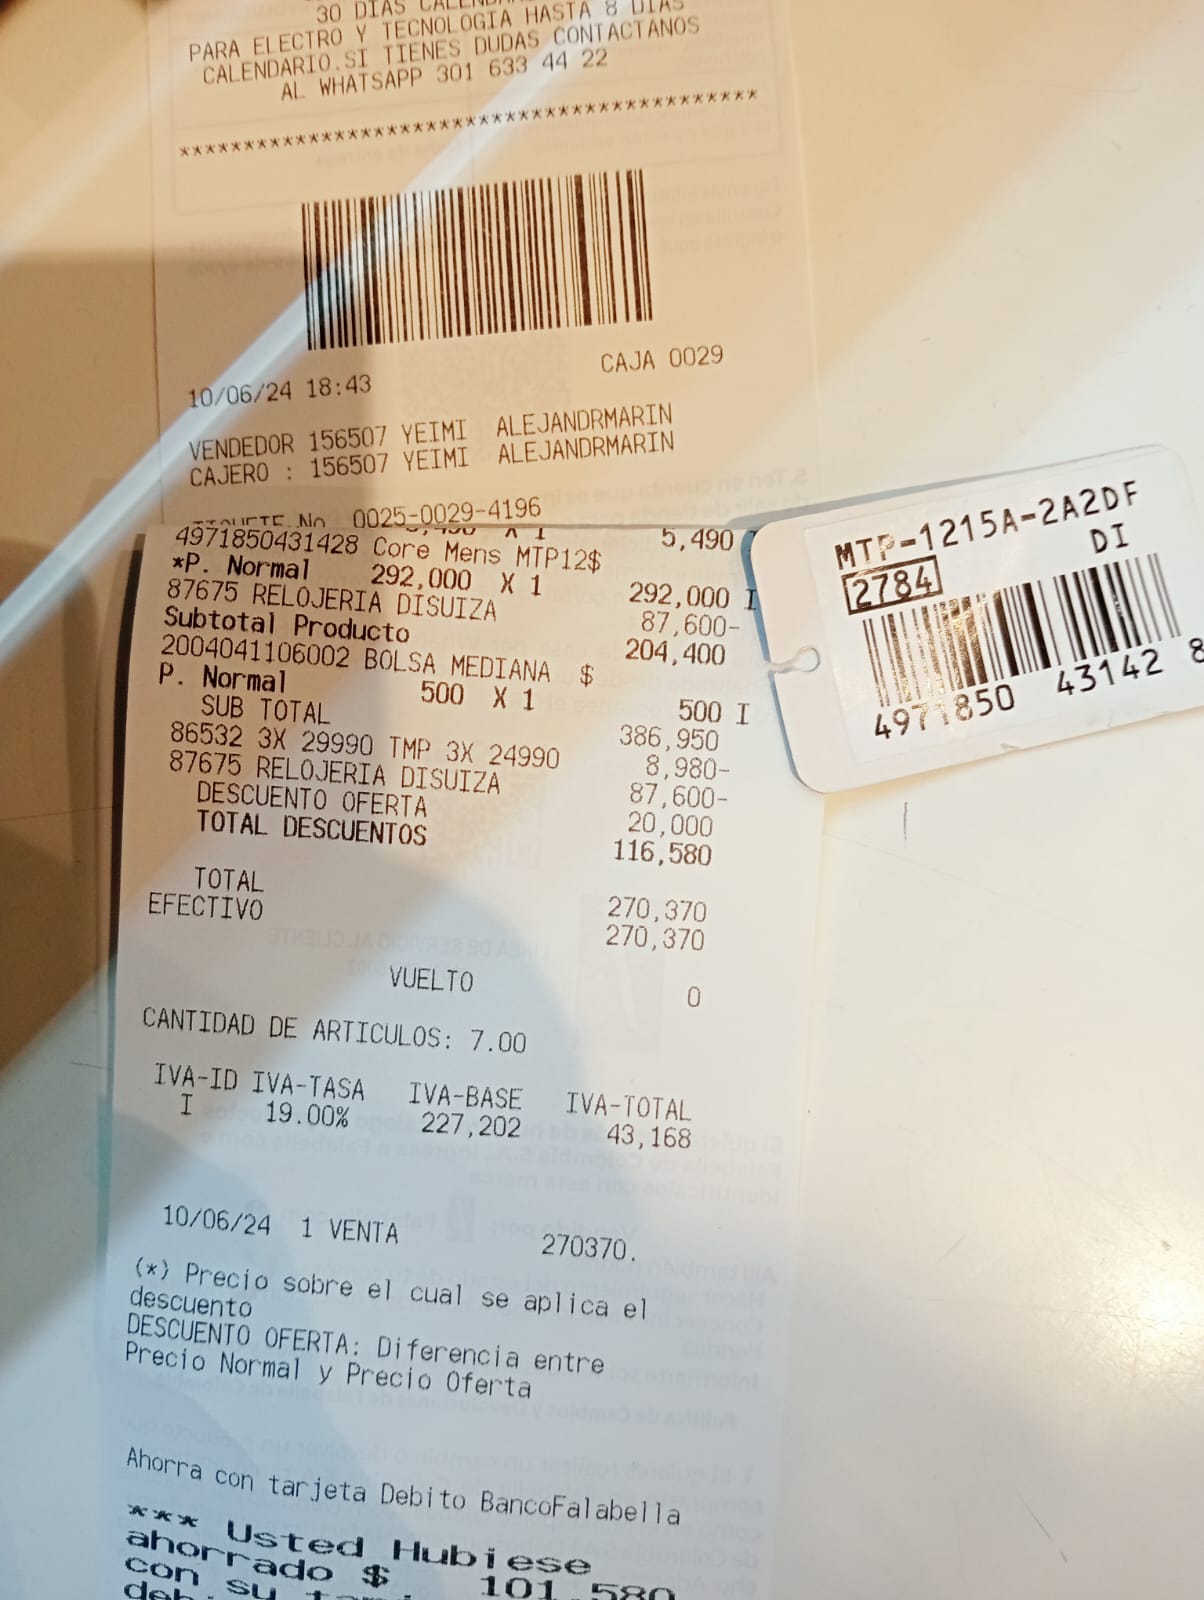 30 DIAS
PARA ELECTRO Y TECNOLOGIA HASTA 8 DIAS
CALENDARIO.SI TIENES DUDAS CONTACTANOS
AL WHATSAPP 301 633 44 22
*********************************************
CAJA 0029
10/06/24 18:43
VENDEDOR 156507 YEIMI ALEJANDRMARIN
CAJERO : 156507 YEIMI ALEJANDRMARIN
No 0025-0029-4196
X 1 5,490
4971850431428 Core Mens MTP12$
*P. Normal 292,000 X 1 292,000 I
87675 RELOJERIA DISUIZA 87,600-
Subtotal Producto 204,400
2004041106002 BOLSA MEDIANA $
P. Normal 500 X 1 500 I
SUB TOTAL 386,950
86532 3X 29990 TMP 3X 24990 8,980-
87675 RELOJERIA DISUIZA 87,600-
DESCUENTO OFERTA 20,000
TOTAL DESCUENTOS 116,580
TOTAL 270,370
EFECTIVO 270,370
VUELTO 0
CANTIDAD DE ARTICULOS: 7.00
IVA-ID IVA-TASA IVA-BASE IVA-TOTAL
I 19.00% 227,202 43,168
10/06/24 1 VENTA 270370.
(*) Precio sobre el cual se aplica el
descuento
DESCUENTO OFERTA: Diferencia entre
Precio Normal y Precio Oferta
Ahorra con tarjeta Debito BancoFalabella
*** Usted Hubiese
ahorrado $ 101,580
con su
MTP-1215A-2A2DF
DI
2784
4971850 43142 8